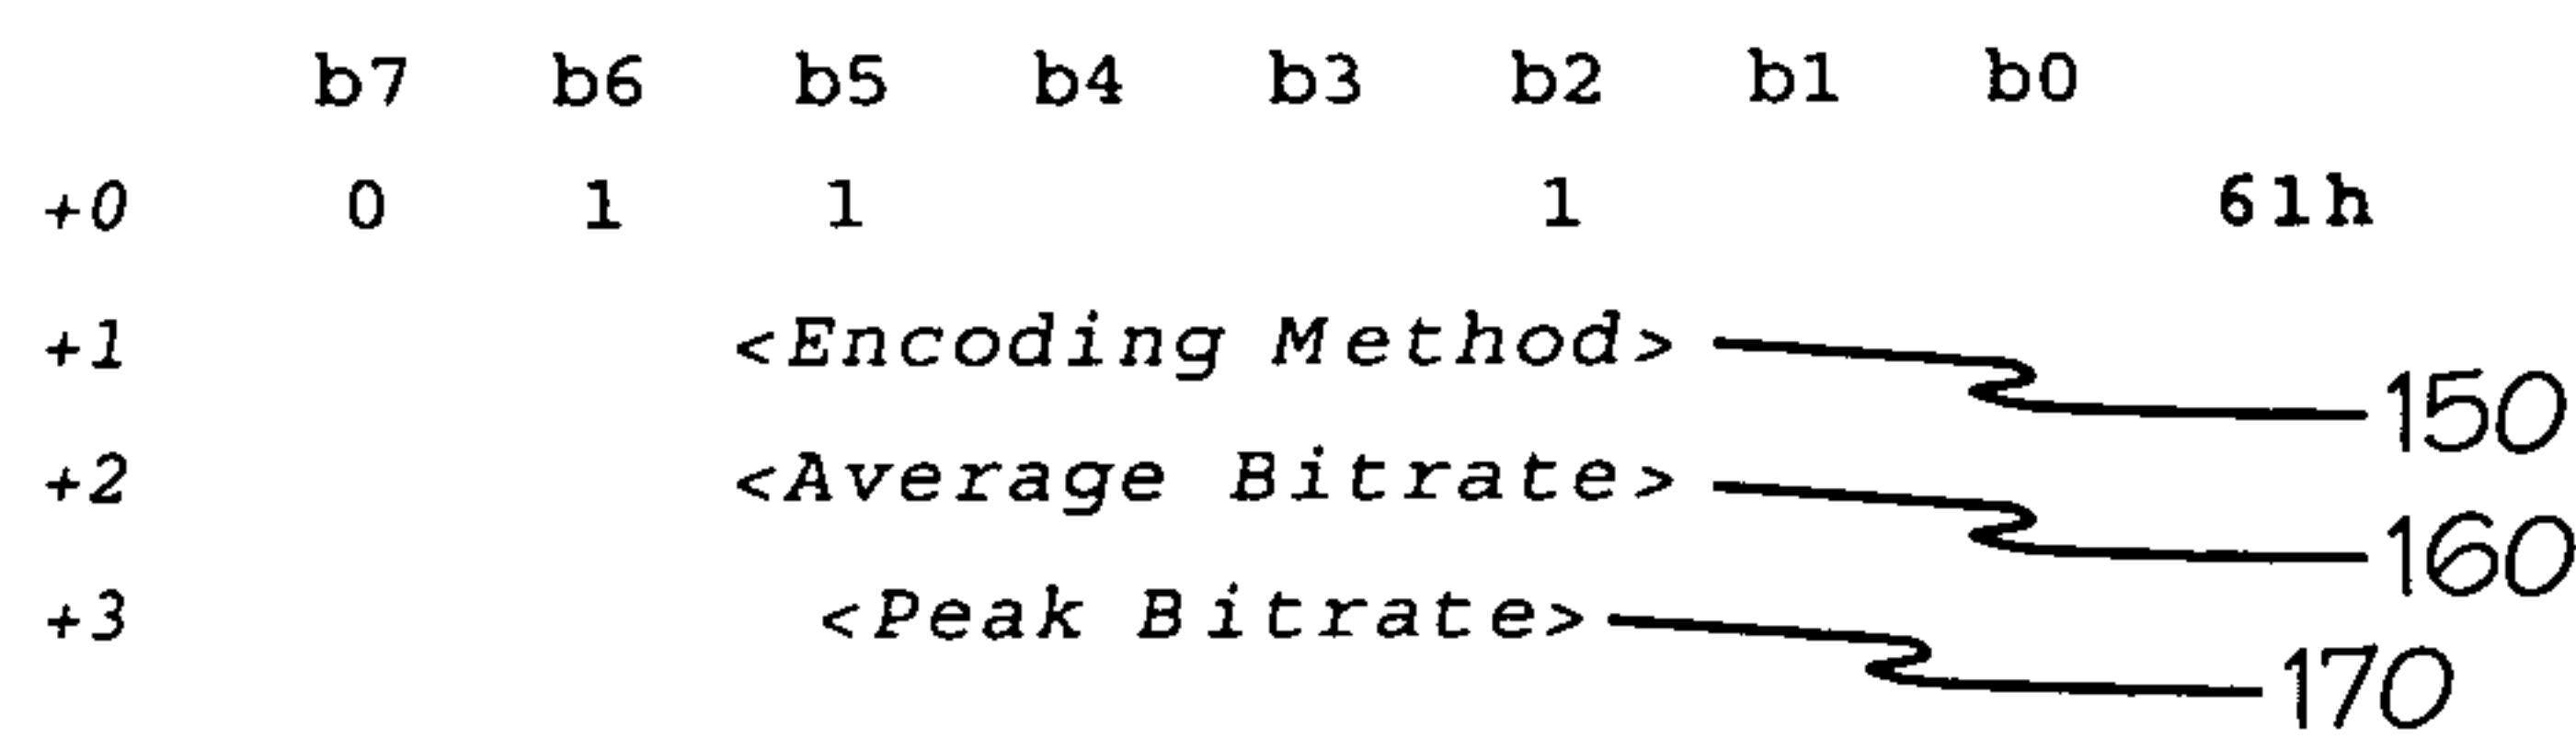 b7 b6 b5 b4 b3 b2 b1 b0
+0 0 1 1 1 61h
+1 <Encoding Method> 150
+2 <Average Bitrate> 160
+3 <Peak Bitrate> 170